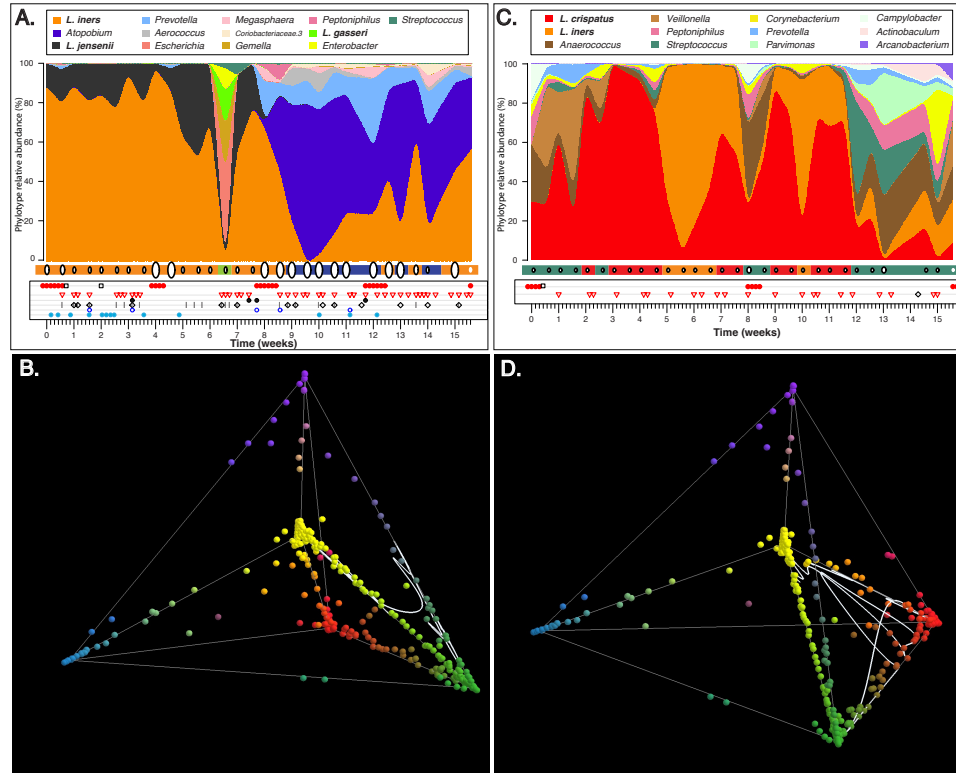 A.
L. iners Prevotella Megasphaera Peptoniphilus Streptococcus
Atopobium Aerococcus Coriobacteriaceae.3 L. gasseri
L. jensenii Escherichia Gemella Enterobacter
Phylotype relative abundance (%)
100
80
60
40
20
0
0 1 2 3 4 5 6 7 8 9 10 11 12 13 14 15
Time (weeks)
C.
L. crispatus Veillonella Corynebacterium Campylobacter
L. iners Peptoniphilus Prevotella Actinobaculum
Anaerococcus Streptococcus Parvimonas Arcanobacterium
Phylotype relative abundance (%)
100
80
60
40
20
0
0 1 2 3 4 5 6 7 8 9 10 11 12 13 14 15
Time (weeks)
B.
D.